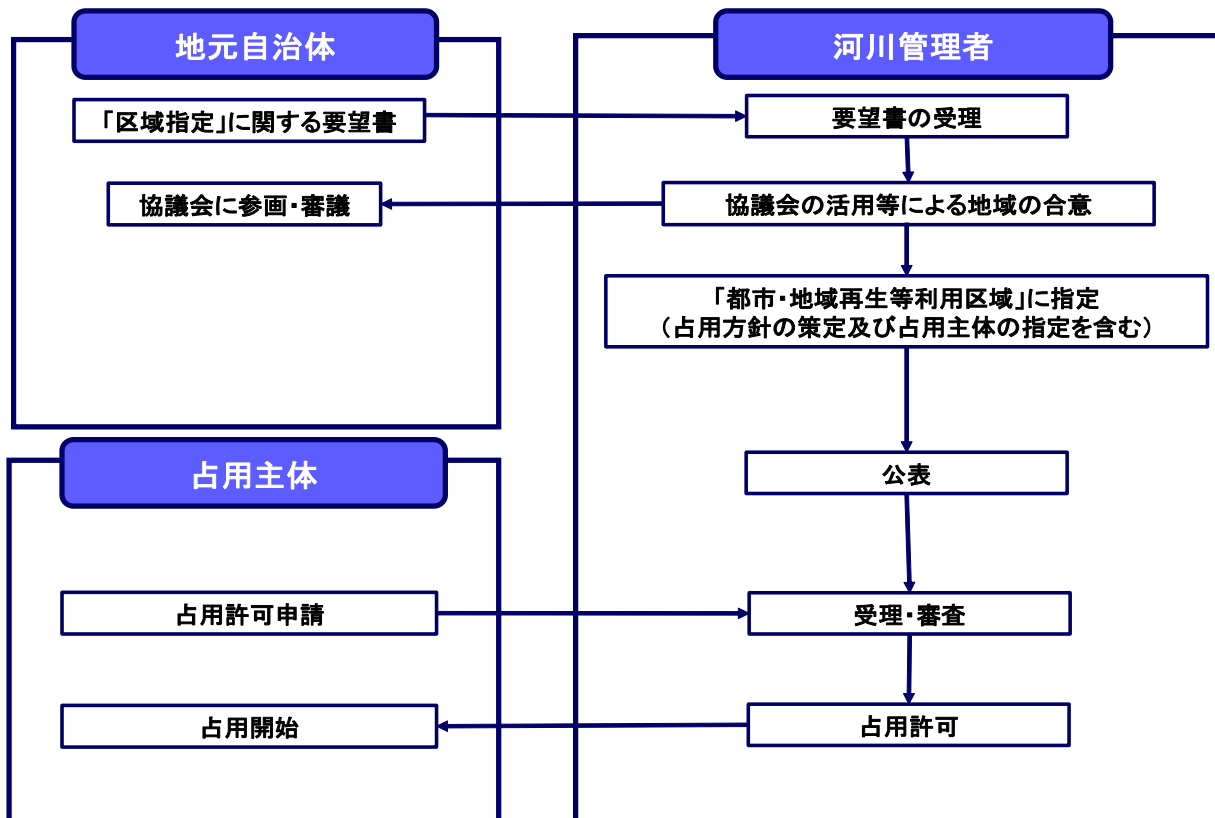 地元自治体
河川管理者
「区域指定」に関する要望書
要望書の受理
協議会に参画・審議
協議会の活用等による地域の合意
「都市・地域再生等利用区域」に指定
（占用方針の策定及び占用主体の指定を含む）
占用主体
公表
占用許可申請
受理・審査
占用開始
占用許可